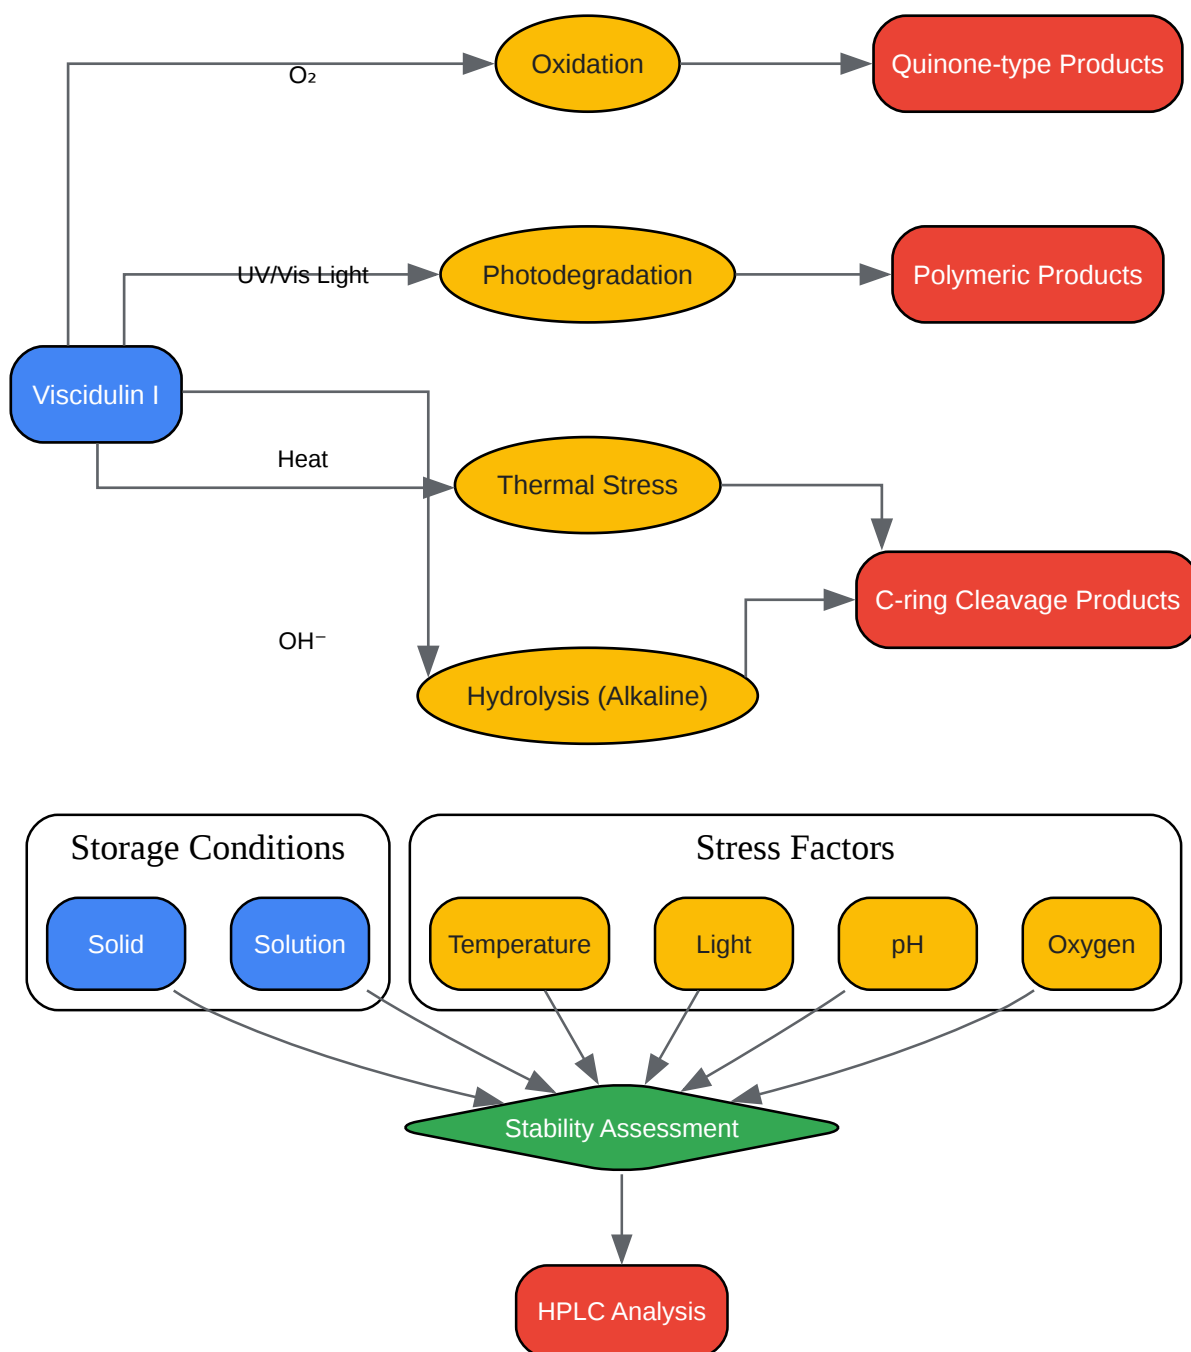 O₂
Oxidation
Quinone-type Products
UV/Vis Light
Photodegradation
Polymeric Products
Viscidulin I
Heat
Thermal Stress
C-ring Cleavage Products
OH⁻
Hydrolysis (Alkaline)
Storage Conditions
Stress Factors
Solid
Solution
Temperature
Light
pH
Oxygen
Stability Assessment
HPLC Analysis